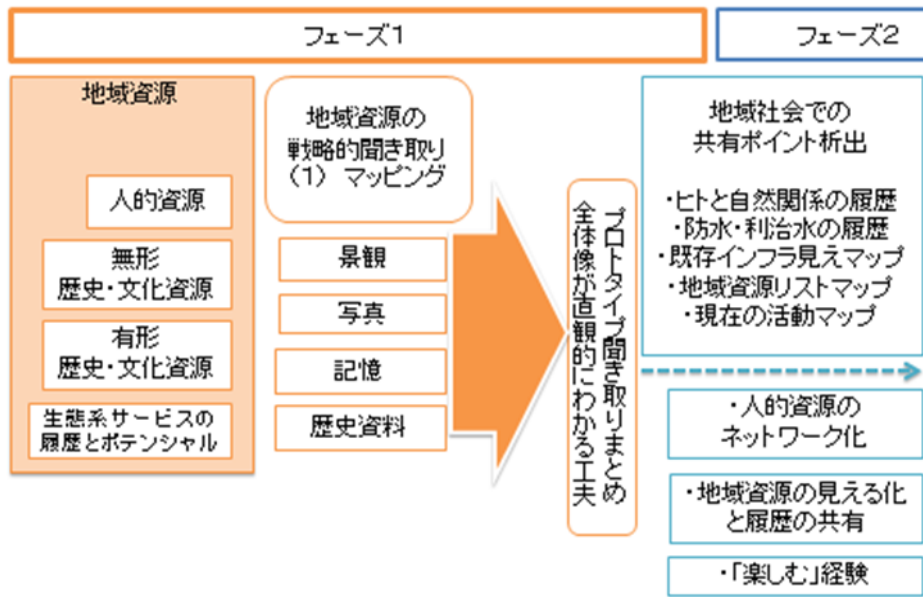 フェーズ1
フェーズ2
地域資源
人的資源
無形
歴史・文化資源
有形
歴史・文化資源
生態系サービスの
履歴とポテンシャル
地域資源の
戦略的聞き取り
（1） マッピング
景観
写真
記憶
歴史資料
プロトタイプ聞き取りまとめ
全体像が直観的にわかる工夫
地域社会での
共有ポイント析出
・ヒトと自然関係の履歴
・防水・利治水の履歴
・既存インフラ見えマップ
・地域資源リストマップ
・現在の活動マップ
・人的資源の
ネットワーク化
・地域資源の見える化
と履歴の共有
・「楽しむ」経験